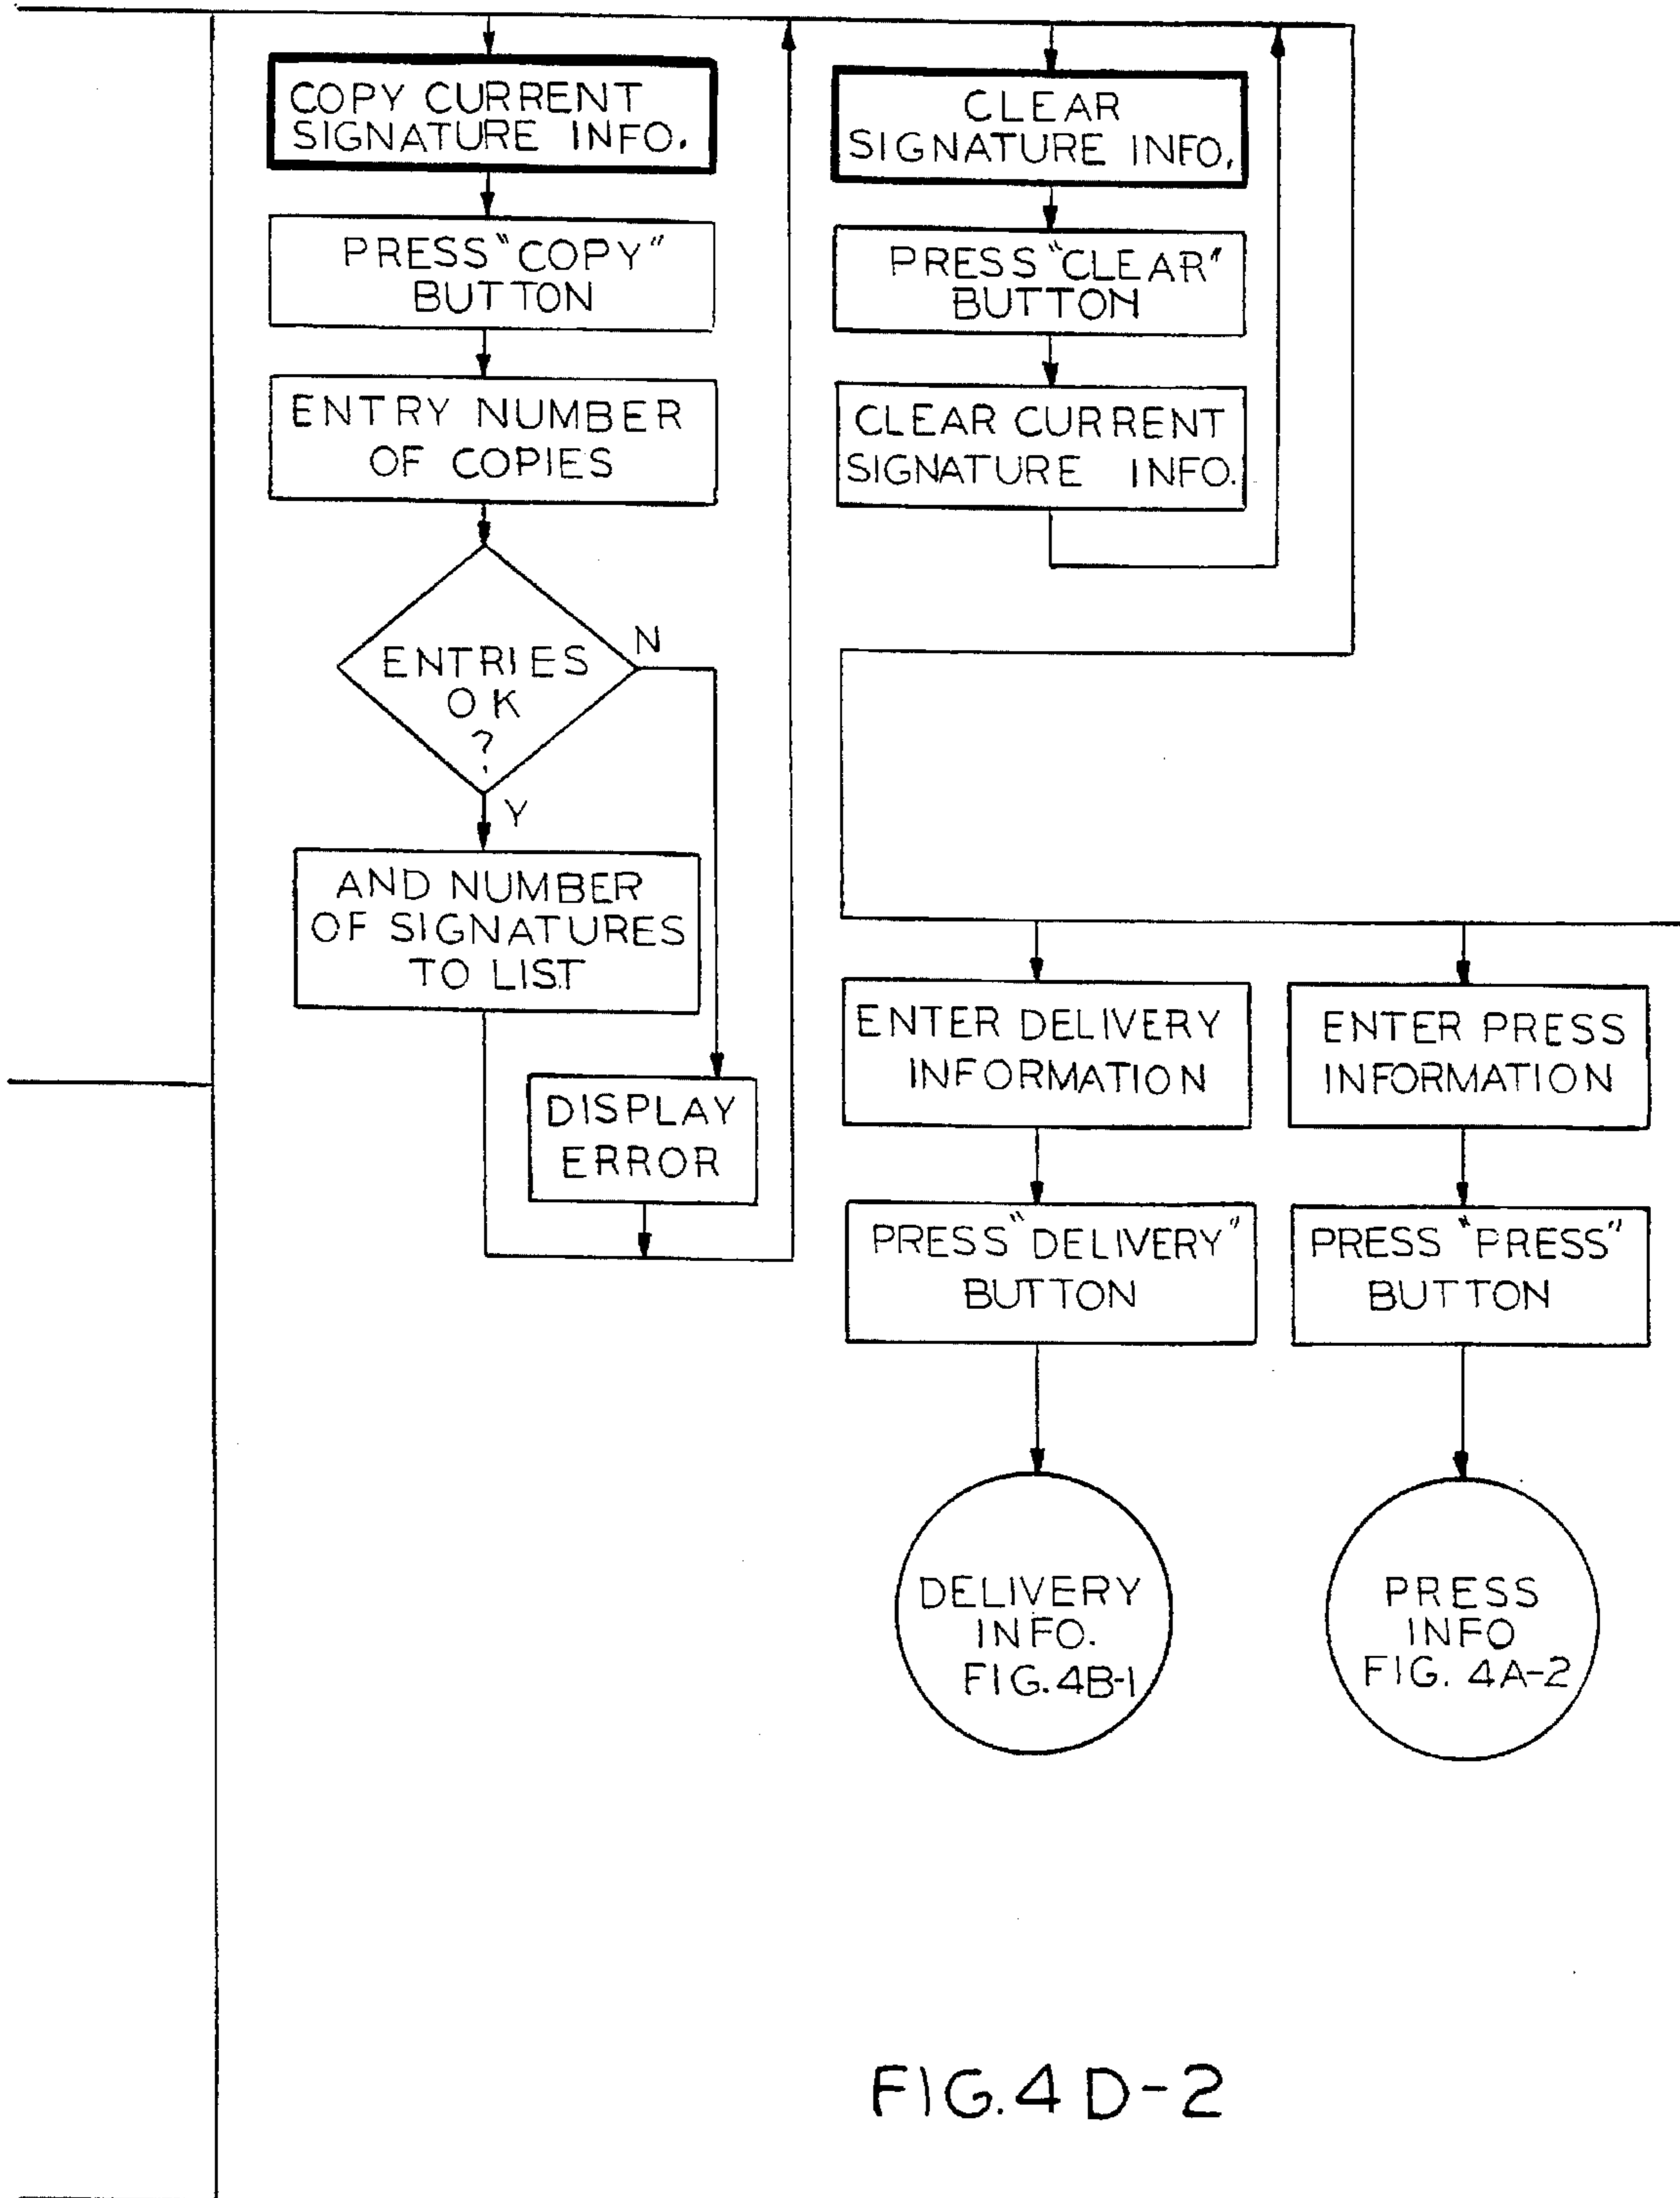 COPY CURRENT
SIGNATURE INFO.
PRESS "COPY"
BUTTON
ENTRY NUMBER
OF COPIES
ENTRIES
OK
?
N
Y
AND NUMBER
OF SIGNATURES
TO LIST
DISPLAY
ERROR
CLEAR
SIGNATURE INFO.
PRESS "CLEAR"
BUTTON
CLEAR CURRENT
SIGNATURE INFO.
ENTER DELIVERY
INFORMATION
PRESS "DELIVERY"
BUTTON
DELIVERY
INFO.
FIG. 4B-1
ENTER PRESS
INFORMATION
PRESS "PRESS"
BUTTON
PRESS
INFO
FIG. 4A-2
FIG. 4D-2